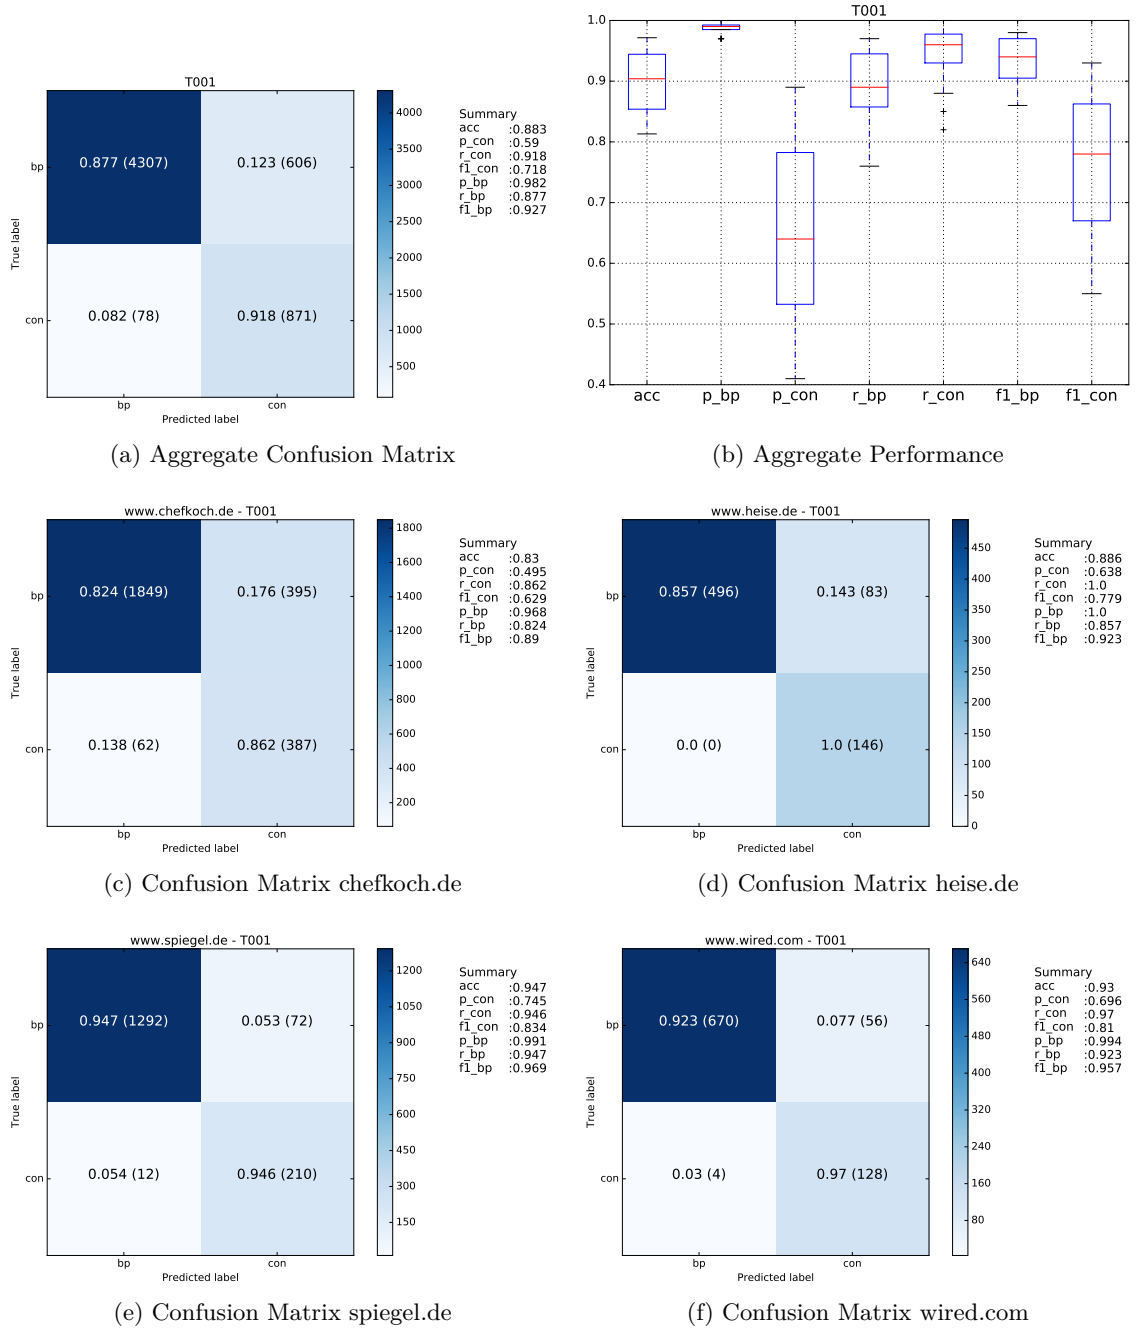 T001
0.877 (4307) 0.123 (606)
0.082 (78) 0.918 (871)
bp
con
True label
bp con
Predicted label
4000
3500
3000
2500
2000
1500
1000
500
Summary
acc :0.883
p_con :0.59
r_con :0.918
f1_con :0.718
p_bp :0.982
r_bp :0.877
f1_bp :0.927
(a) Aggregate Confusion Matrix
T001
1.0
0.9
0.8
0.7
0.6
0.5
0.4
acc p_bp p_con r_bp r_con f1_bp f1_con
(b) Aggregate Performance
www.chefkoch.de - T001
0.824 (1849) 0.176 (395)
0.138 (62) 0.862 (387)
bp
con
True label
bp con
Predicted label
1800
1600
1400
1200
1000
800
600
400
200
Summary
acc :0.83
p_con :0.495
r_con :0.862
f1_con :0.629
p_bp :0.968
r_bp :0.824
f1_bp :0.89
(c) Confusion Matrix chefkoch.de
www.heise.de - T001
0.857 (496) 0.143 (83)
0.0 (0) 1.0 (146)
bp
con
True label
bp con
Predicted label
450
400
350
300
250
200
150
100
50
0
Summary
acc :0.886
p_con :0.638
r_con :1.0
f1_con :0.779
p_bp :1.0
r_bp :0.857
f1_bp :0.923
(d) Confusion Matrix heise.de
www.spiegel.de - T001
0.947 (1292) 0.053 (72)
0.054 (12) 0.946 (210)
bp
con
True label
bp con
Predicted label
1200
1050
900
750
600
450
300
150
Summary
acc :0.947
p_con :0.745
r_con :0.946
f1_con :0.834
p_bp :0.991
r_bp :0.947
f1_bp :0.969
(e) Confusion Matrix spiegel.de
www.wired.com - T001
0.923 (670) 0.077 (56)
0.03 (4) 0.97 (128)
bp
con
True label
bp con
Predicted label
640
560
480
400
320
240
160
80
Summary
acc :0.93
p_con :0.696
r_con :0.97
f1_con :0.81
p_bp :0.994
r_bp :0.923
f1_bp :0.957
(f) Confusion Matrix wired.com